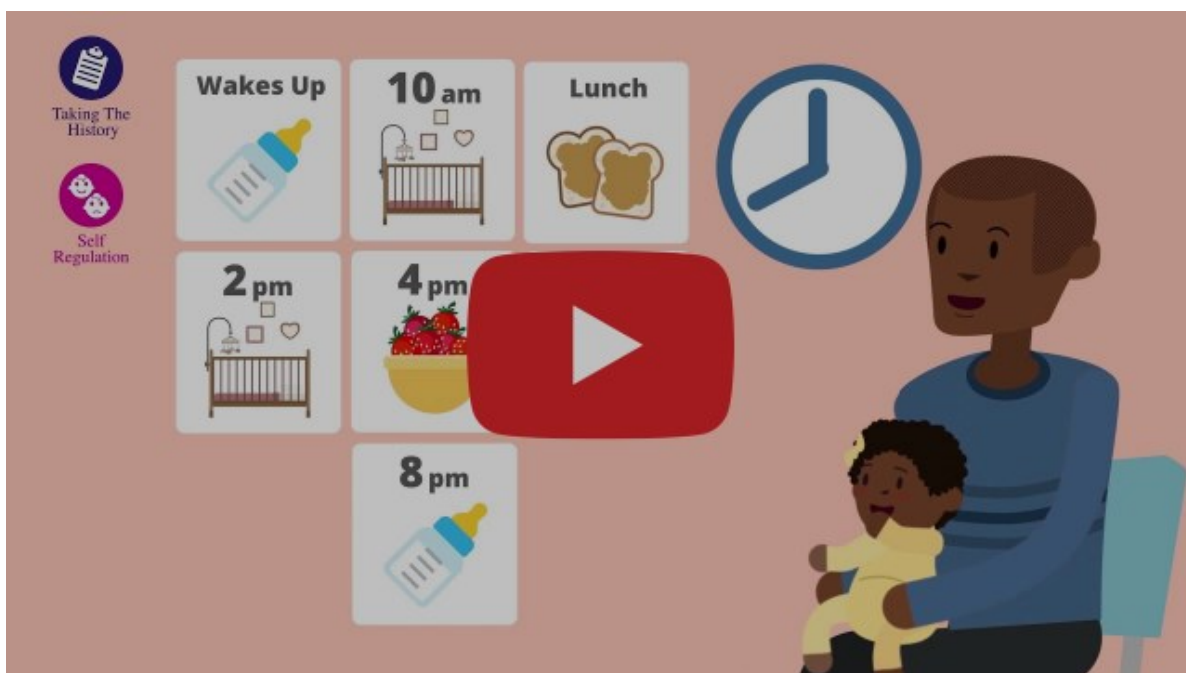 Taking The
History
Self
Regulation
Wakes Up
10 am
Lunch
2 pm
4 pm
8 pm